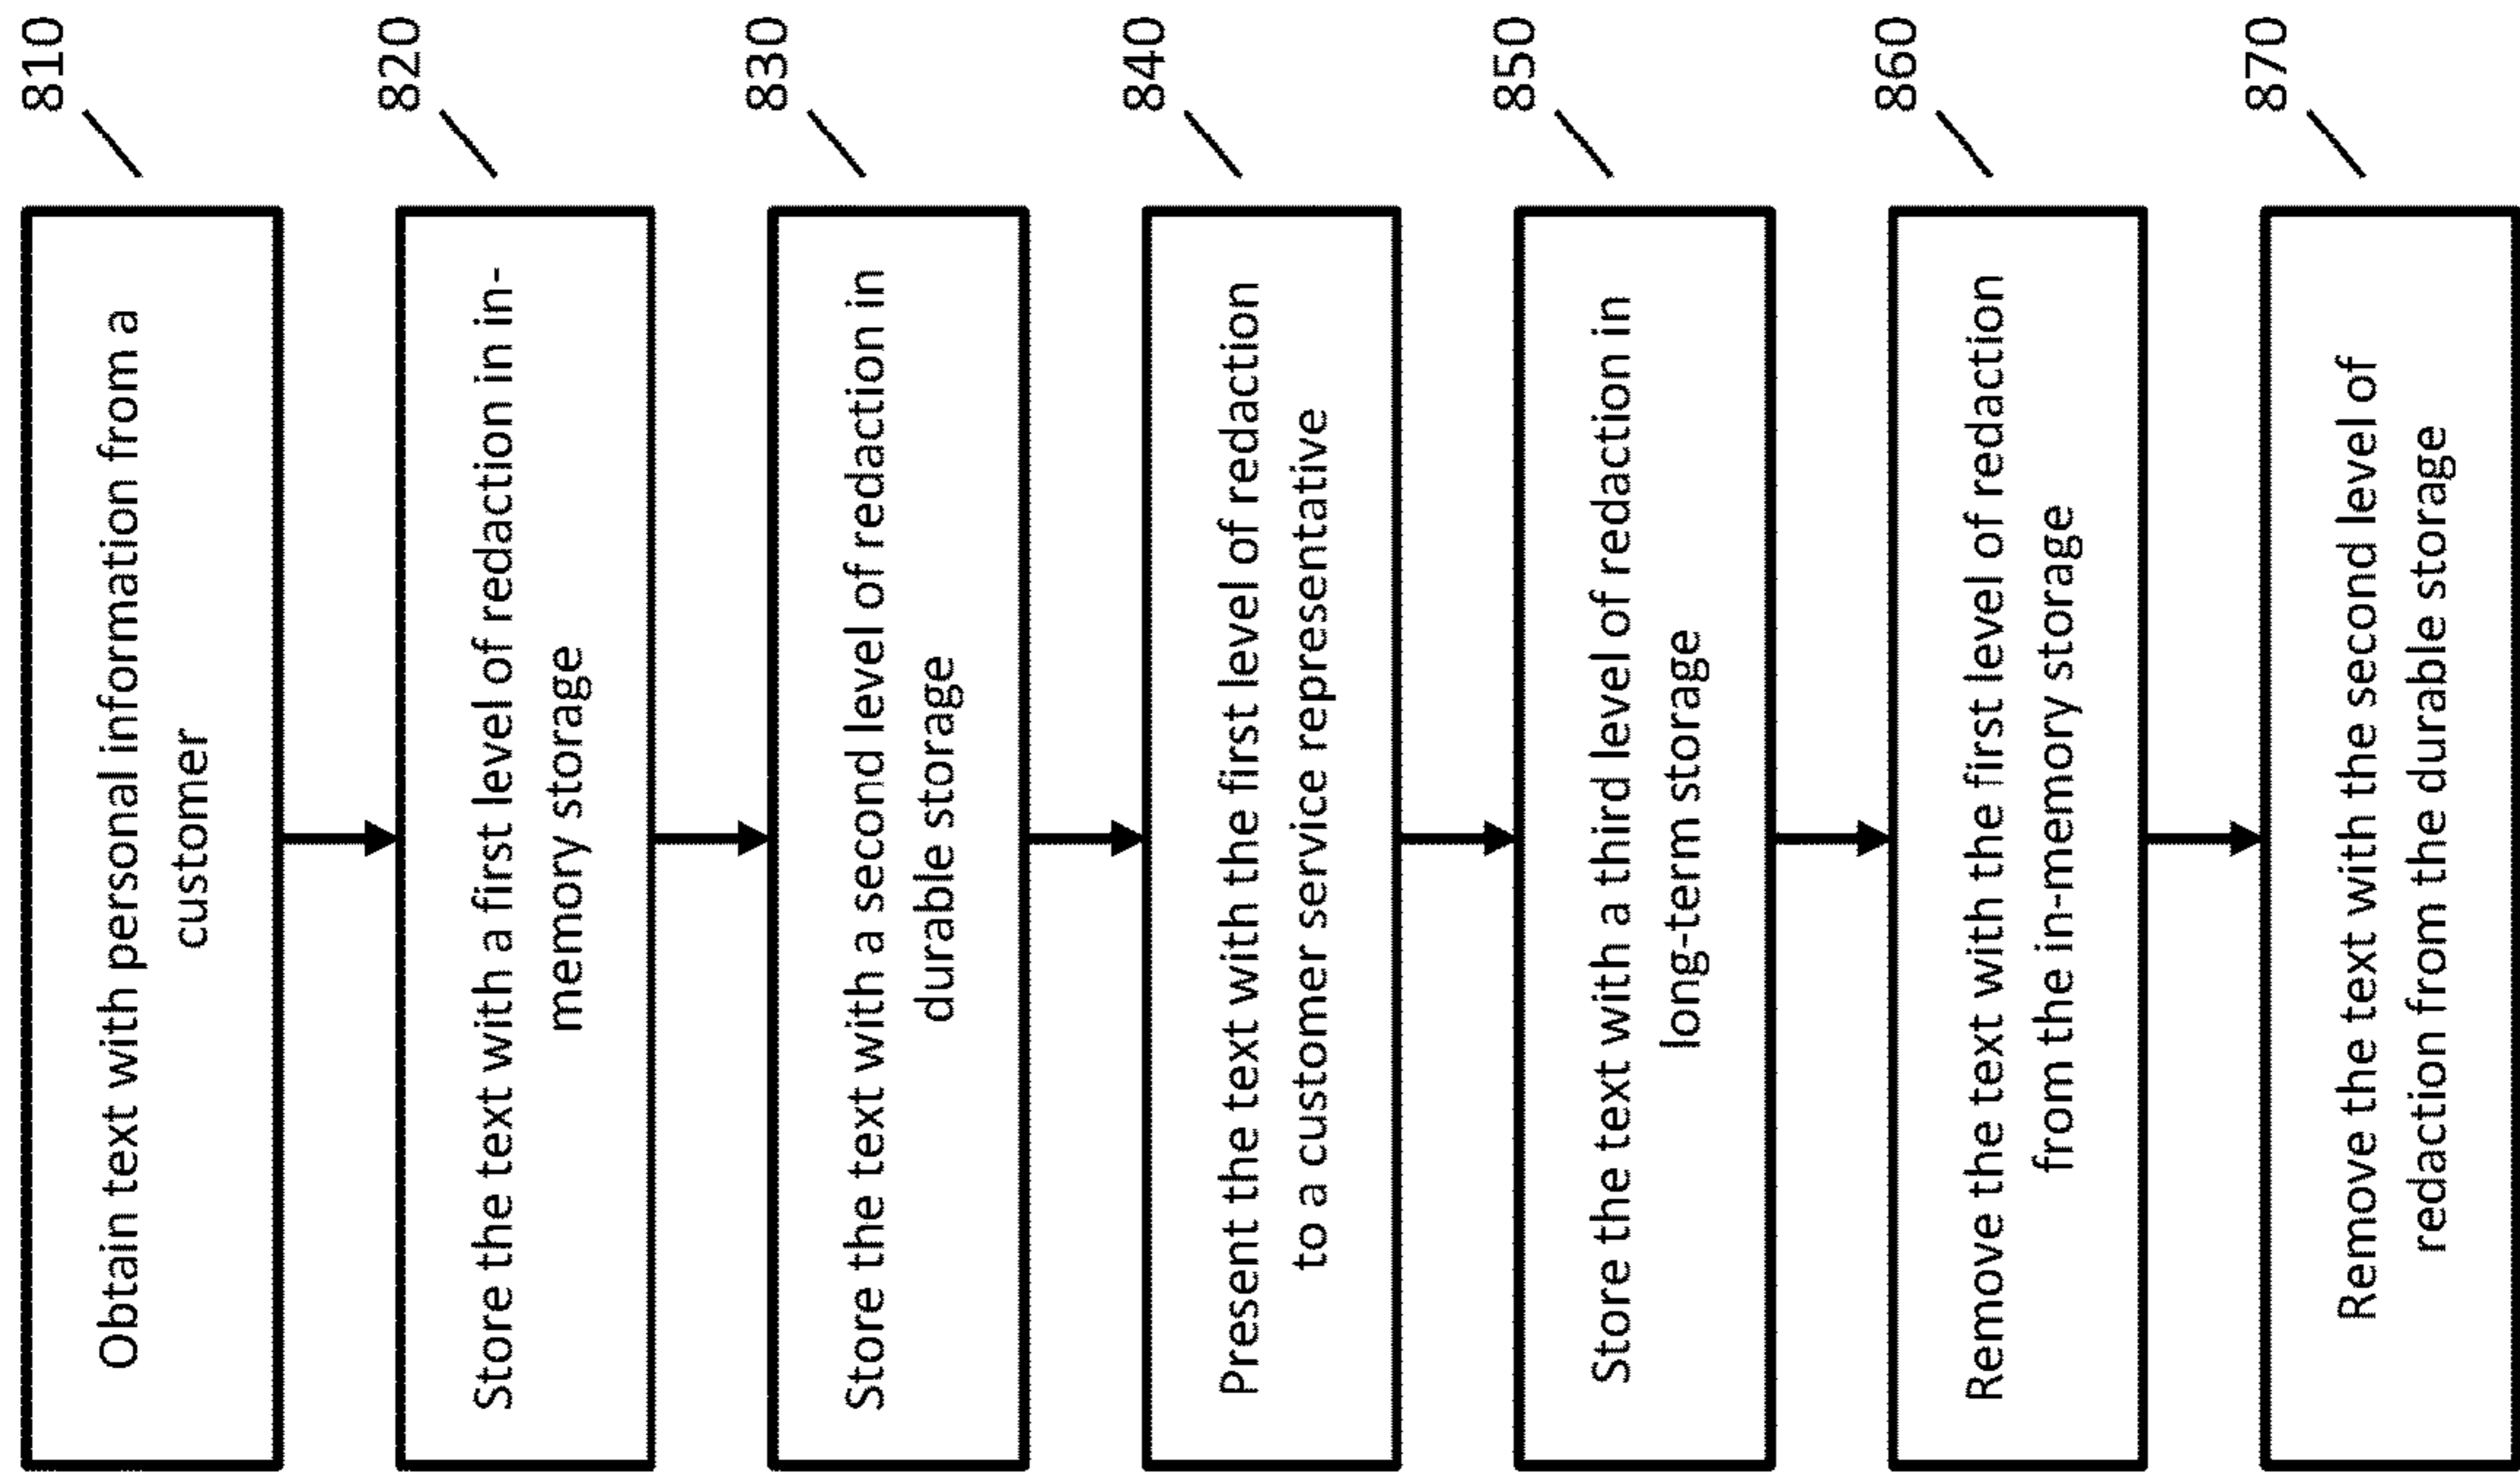 Obtain text with personal information from a
customer
810
Store the text with a first level of redaction in in-
memory storage
820
Store the text with a second level of redaction in
durable storage
830
Present the text with the first level of redaction
to a customer service representative
840
Store the text with a third level of redaction in
long-term storage
850
Remove the text with the first level of redaction
from the in-memory storage
860
Remove the text with the second level of
redaction from the durable storage
870